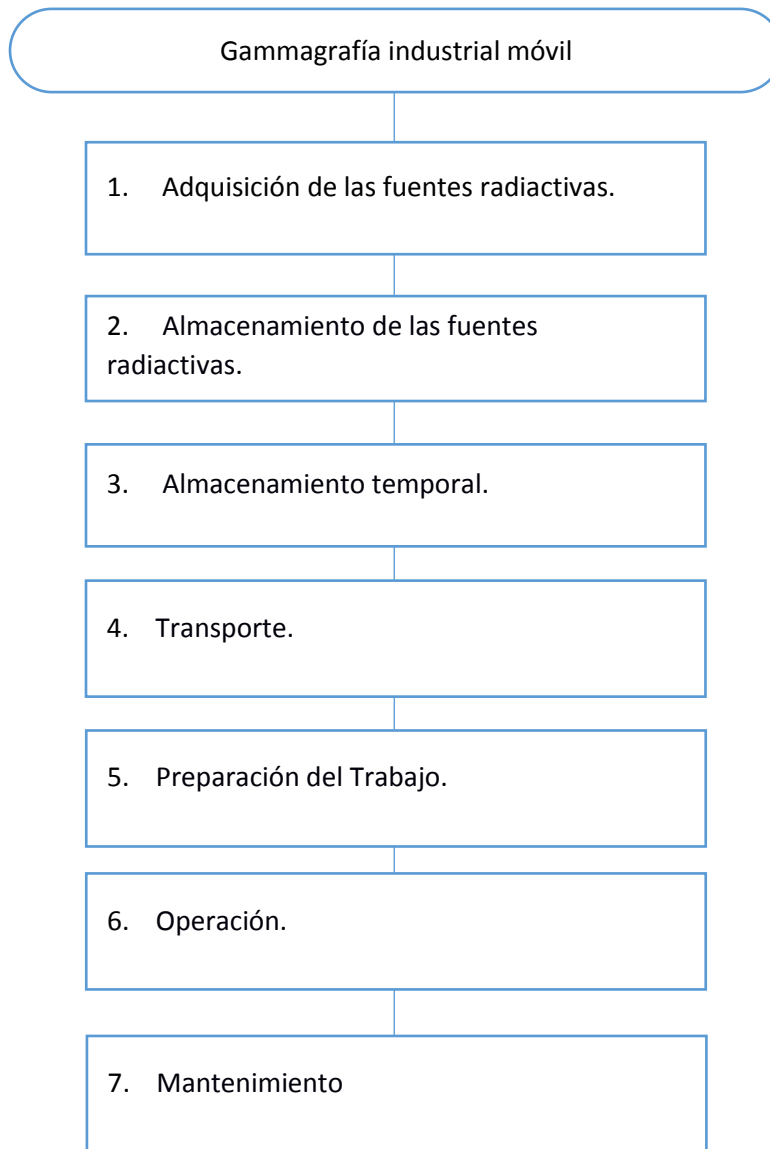 Gammagrafía industrial móvil
1. Adquisición de las fuentes radiactivas.
2. Almacenamiento de las fuentes
radiactivas.
3. Almacenamiento temporal.
4. Transporte.
5. Preparación del Trabajo.
6. Operación.
7. Mantenimiento